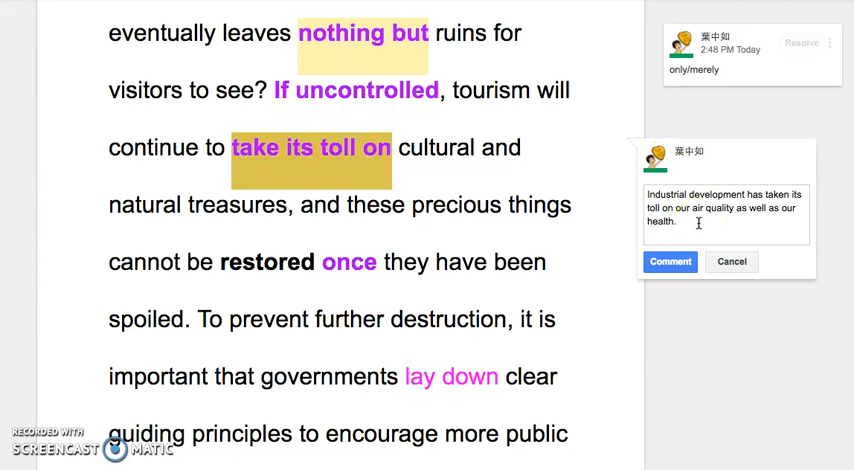 eventually leaves nothing but ruins for
visitors to see? If uncontrolled, tourism will
continue to take its toll on cultural and
natural treasures, and these precious things
cannot be restored once they have been
spoiled. To prevent further destruction, it is
important that governments lay down clear
guiding principles to encourage more public
葉中如
2:48 PM Today
Resolve
only/merely
葉中如
Industrial development has taken its
toll on our air quality as well as our
health.
Comment Cancel
RECORDED WITH
SCREENCAST MATIC